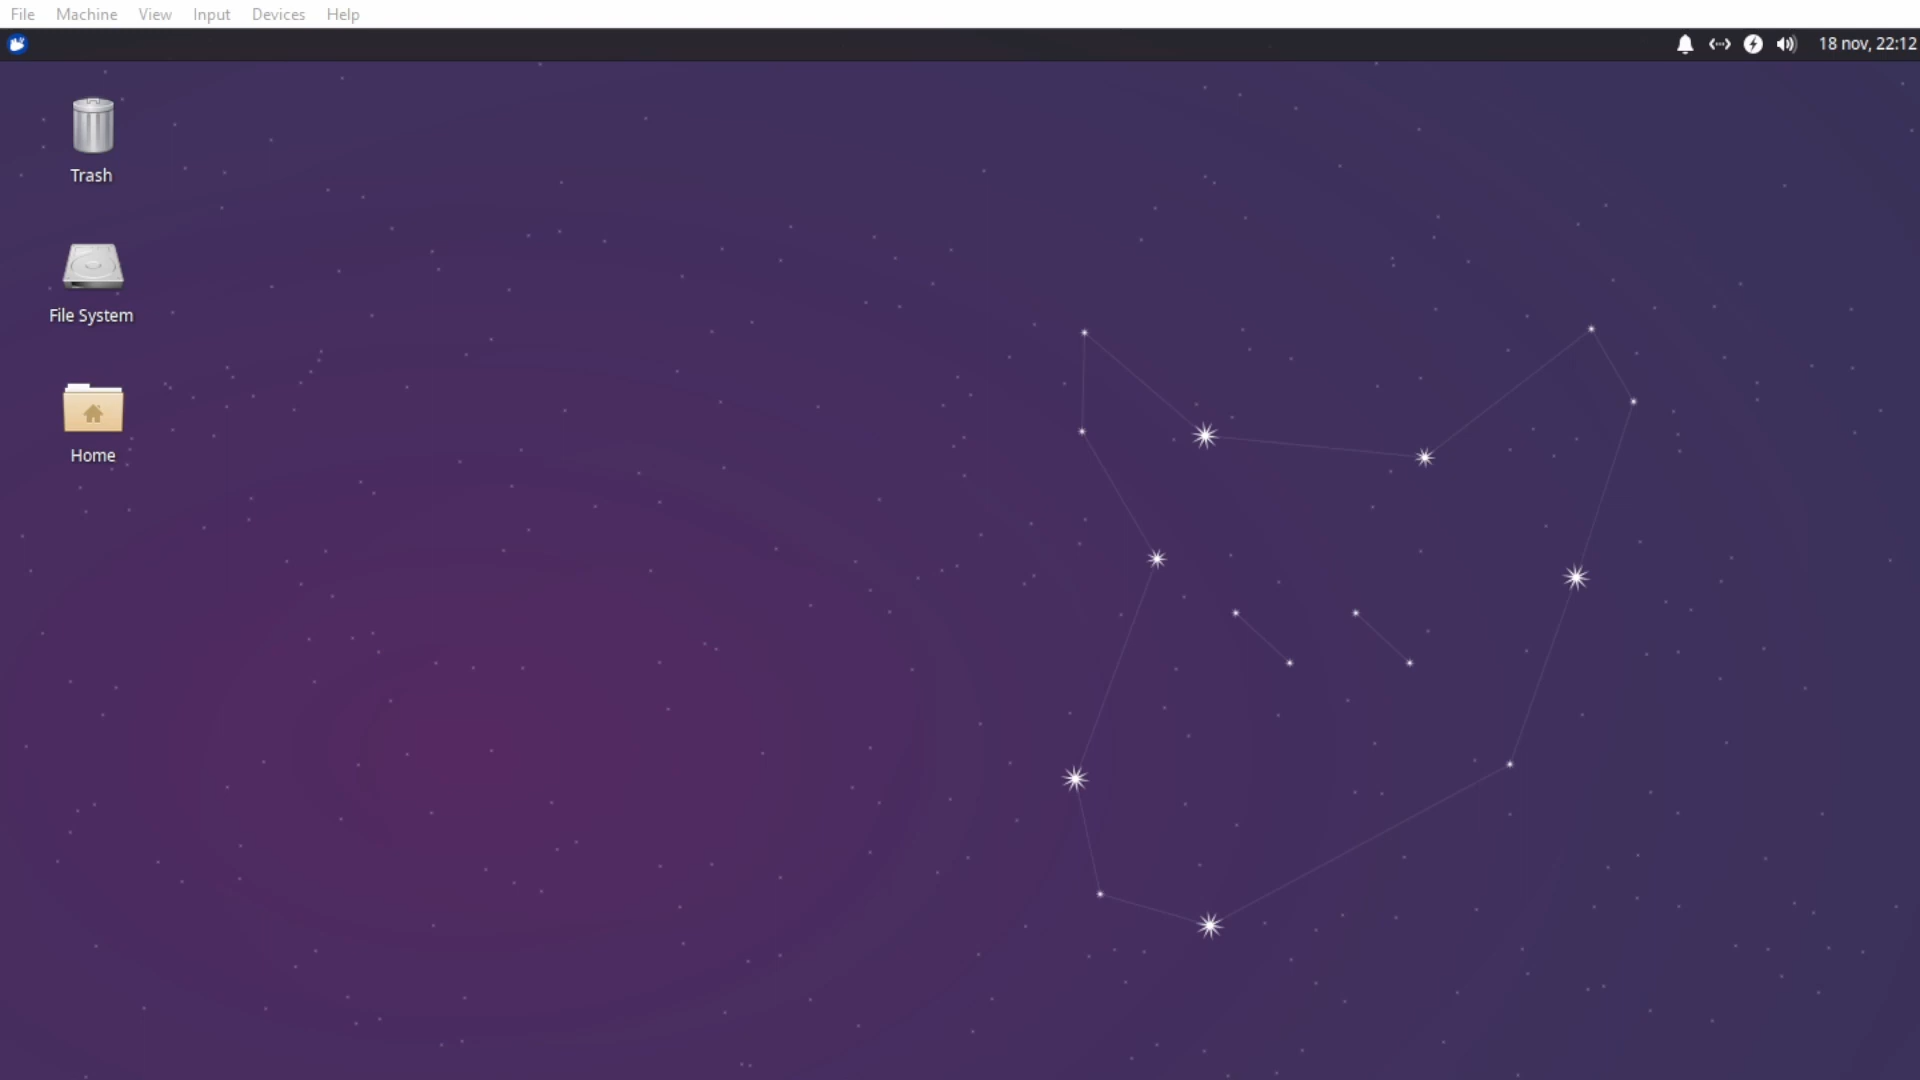 File Machine View Input Devices Help
18 nov, 22:12
Trash
File System
Home